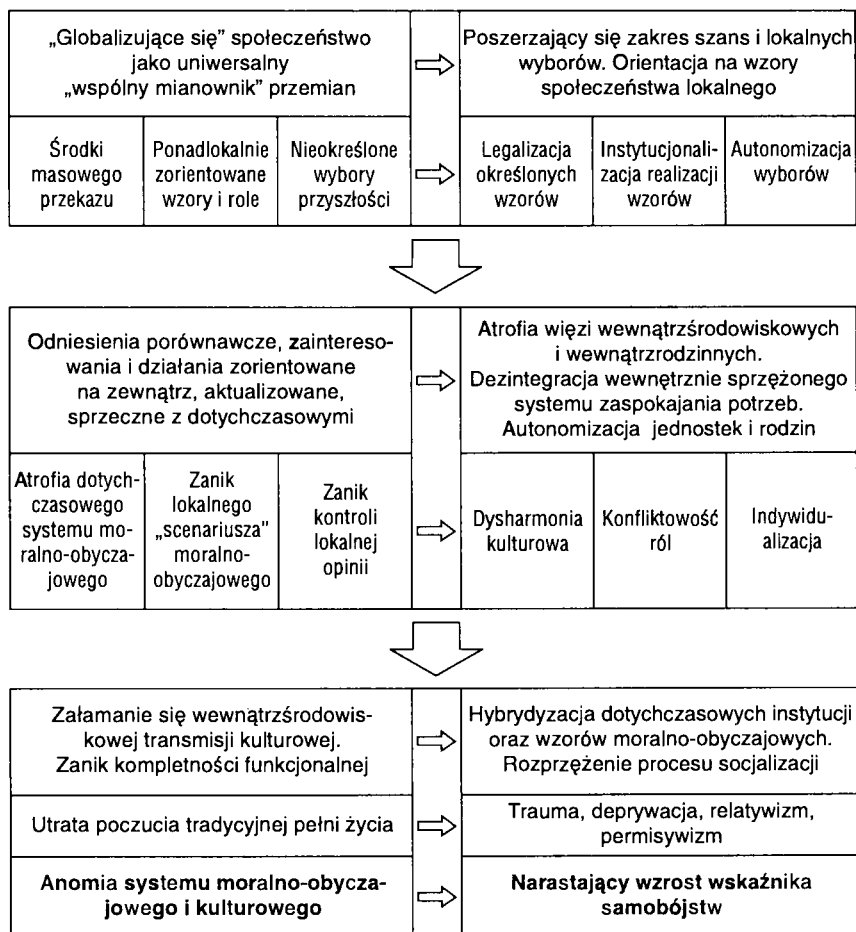 „Globalizujące się” społeczeństwo
jako uniwersalny
„wspólny mianownik” przemian
Poszerzający się zakres szans i lokalnych
wyborów. Orientacja na wzory
społeczeństwa lokalnego
Środki
masowego
przekazu
Ponadlokalnie
zorientowane
wzory i role
Nieokreślone
wybory
przyszłości
Legalizacja
określonych
wzorów
Instytucjonali-
zacja realizacji
wzorów
Autonomizacja
wyborów
Odniesienia porównawcze, zaintereso-
wania i działania zorientowane
na zewnątrz, aktualizowane,
sprzeczne z dotychczasowymi
Atrofia więzi wewnątrzśrodowiskowych
i wewnątrzrodzinnych.
Dezintegracja wewnętrznie sprzężonego
systemu zaspokajania potrzeb.
Autonomizacja jednostek i rodzin
Atrofia dotych-
czasowego
systemu mo-
ralno-obycza-
jowego
Zanik
lokalnego
„scenariusza”
moralno-
obyczajowego
Zanik
kontroli
lokalnej
opinii
Dysharmonia
kulturowa
Konfliktowość
ról
Indywidu-
alizacja
Załamanie się wewnątrzśrodowis-
kowej transmisji kulturowej.
Zanik kompletności funkcjonalnej
Hybrydyzacja dotychczasowych instytucji
oraz wzorów moralno-obyczajowych.
Rozprzężenie procesu socjalizacji
Utrata poczucia tradycyjnej pełni życia
Trauma, deprywacja, relatywizm,
permisywizm
Anomia systemu moralno-obycza-
jowego i kulturowego
Narastający wzrost wskaźnika
samobójstw